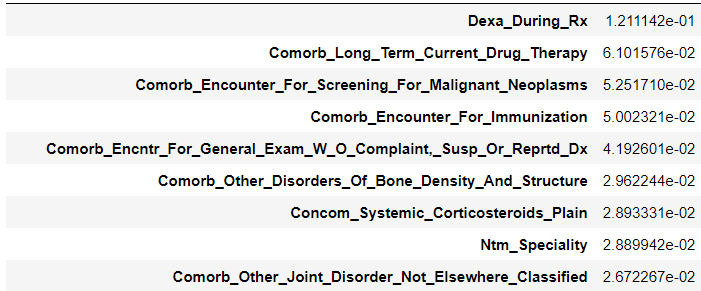 Dexa_During_Rx 1.211142e-01
Comorb_Long_Term_Current_Drug_Therapy 6.101576e-02
Comorb_Encounter_For_Screening_For_Malignant_Neoplasms 5.251710e-02
Comorb_Encounter_For_Immunization 5.002321e-02
Comorb_Encntr_For_General_Exam_W_O_Complaint,_Susp_Or_Reprtd_Dx 4.192601e-02
Comorb_Other_Disorders_Of_Bone_Density_And_Structure 2.962244e-02
Concom_Systemic_Corticosteroids_Plain 2.893331e-02
Ntm_Speciality 2.889942e-02
Comorb_Other_Joint_Disorder_Not_Elsewhere_Classified 2.672267e-02